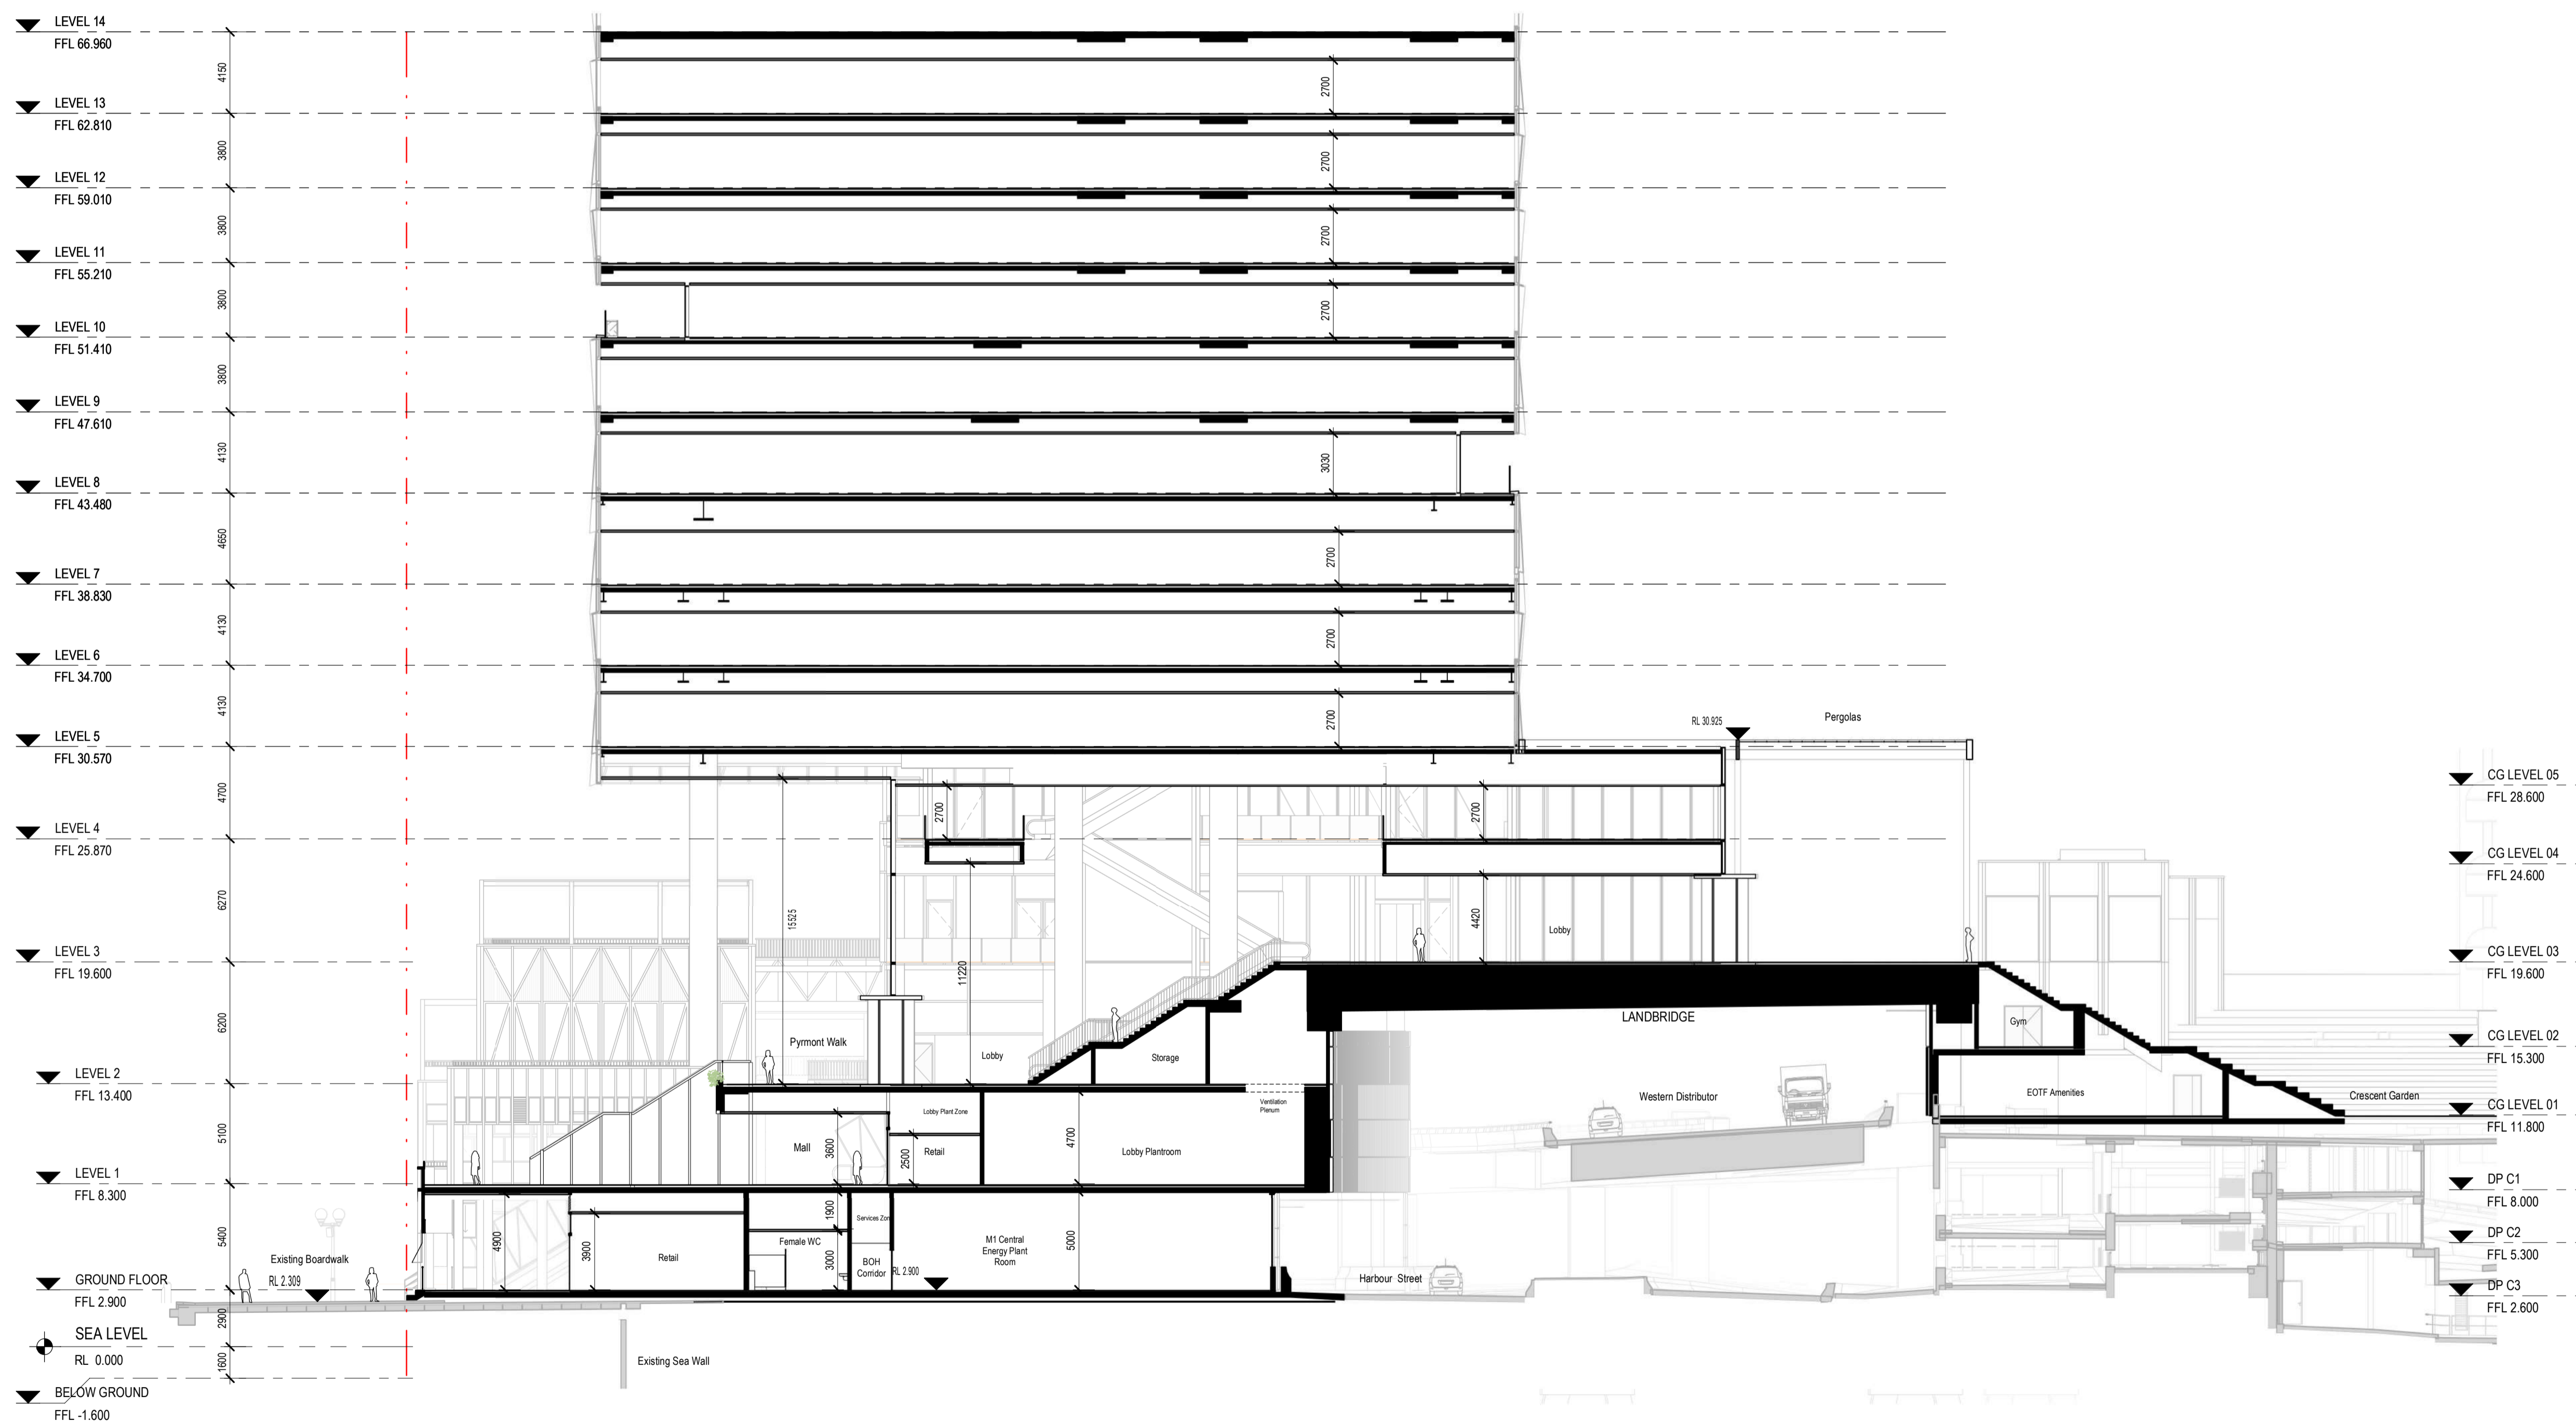 LEVEL 14
FFL 66.960
4150
2700
LEVEL 13
FFL 62.810
3800
2700
LEVEL 12
FFL 59.010
3800
2700
LEVEL 11
FFL 55.210
3800
2700
LEVEL 10
FFL 51.410
3800
LEVEL 9
FFL 47.610
4130
3030
LEVEL 8
FFL 43.480
4650
2700
LEVEL 7
FFL 38.830
4130
2700
LEVEL 6
FFL 34.700
4130
2700
RL 30.925
Pergolas
LEVEL 5
FFL 30.570
4700
2700
2700
CG LEVEL 05
FFL 28.600
LEVEL 4
FFL 25.870
6270
15525
11220
4420
Lobby
CG LEVEL 04
FFL 24.600
LEVEL 3
FFL 19.600
6200
CG LEVEL 03
FFL 19.600
LANDBRIDGE
Gym
Pyrmont Walk
Lobby
Storage
CG LEVEL 02
FFL 15.300
LEVEL 2
FFL 13.400
5100
Lobby Plant Zone
Ventilation
Plenum
Western Distributor
EOTF Amenities
Crescent Garden
CG LEVEL 01
FFL 11.800
Mall
3600
2500
Retail
4700
Lobby Plantroom
LEVEL 1
FFL 8.300
5400
DP C1
FFL 8.000
4900
3900
Retail
1900
Female WC
3000
Services Zon
BOH
Corridor
M1 Central
Energy Plant
Room
5000
DP C2
FFL 5.300
Existing Boardwalk
RL 2.309
RL 2.900
Harbour Street
GROUND FLOOR
FFL 2.900
2900
DP C3
FFL 2.600
SEA LEVEL
RL 0.000
1600
Existing Sea Wall
BELOW GROUND
FFL -1.600